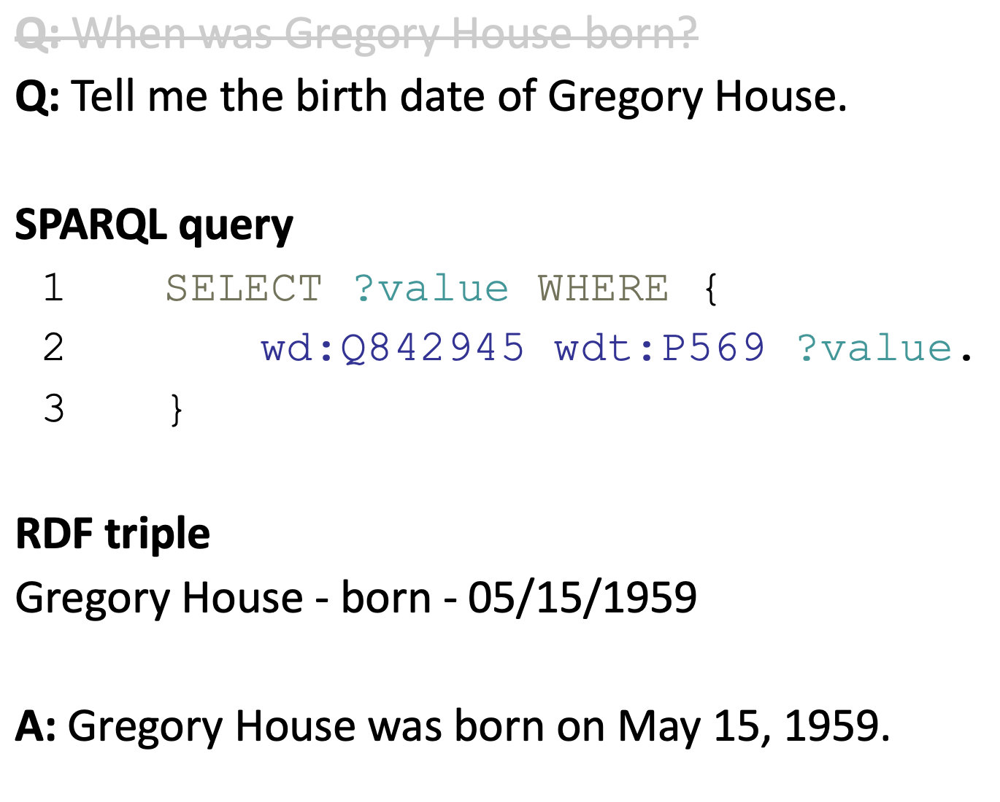 Q: When was Gregory House born?
Q: Tell me the birth date of Gregory House.
SPARQL query
1 SELECT ?value WHERE {
2 wd:Q842945 wdt:P569 ?value.
3 }
RDF triple
Gregory House - born - 05/15/1959
A: Gregory House was born on May 15, 1959.